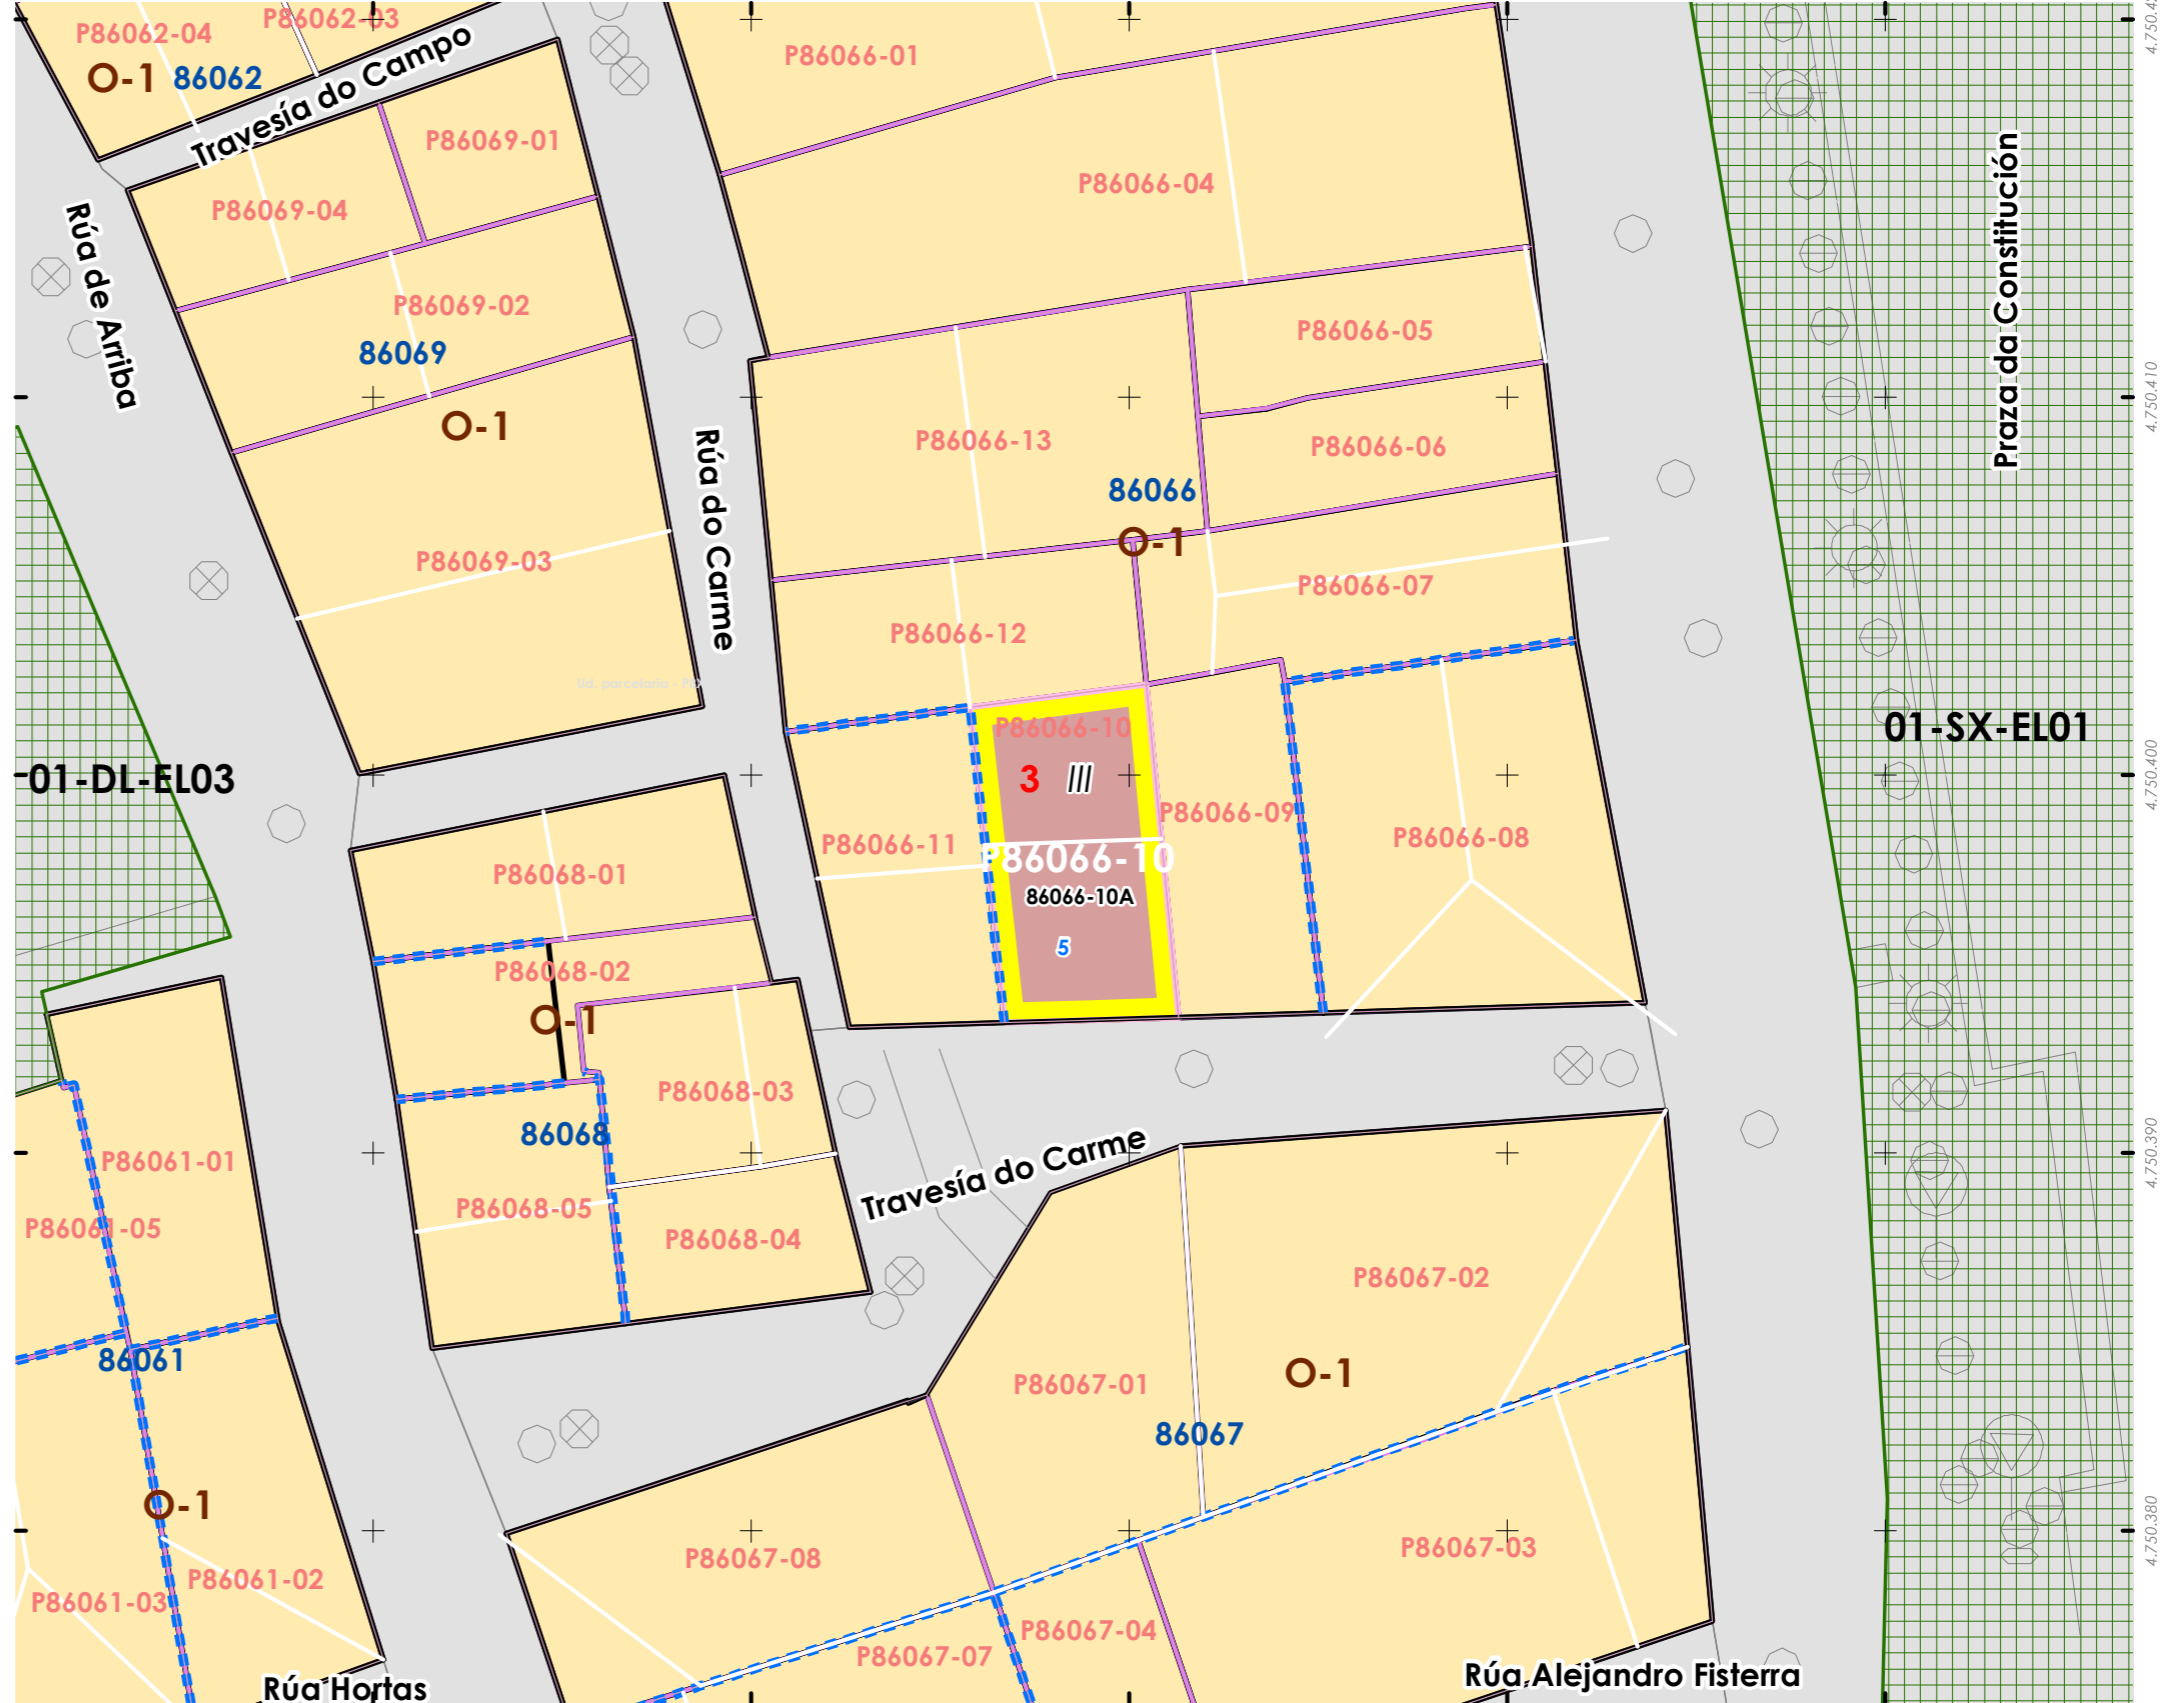 P86062-04
P86062-03
O-1 86062
Travesía do Campo
P86066-01
P86069-01
P86069-04
P86066-04
Praza da Constitución
Rúa de Arriba
P86069-02
86069
O-1
P86066-05
4.750.410
P86066-13
P86066-06
86066
O-1
Rúa do Carme
P86069-03
P86066-07
P86066-12
P86066-10
01-SX-EL01
01-DL-EL03
3 III
4.750.400
P86066-09
P86066-11
P86066-08
P86066-10
86066-10A
5
P86068-01
P86068-02
O-1
P86068-03
86068
Travesía do Carme
4.750.390
P86061-01
P86068-05
P86061-05
P86068-04
P86067-02
86061
O-1
P86067-01
86067
O-1
4.750.380
P86067-08
P86067-03
P86061-02
P86061-03
P86067-04
P86067-07
Rúa Hortas
Rúa Alejandro Fisterra